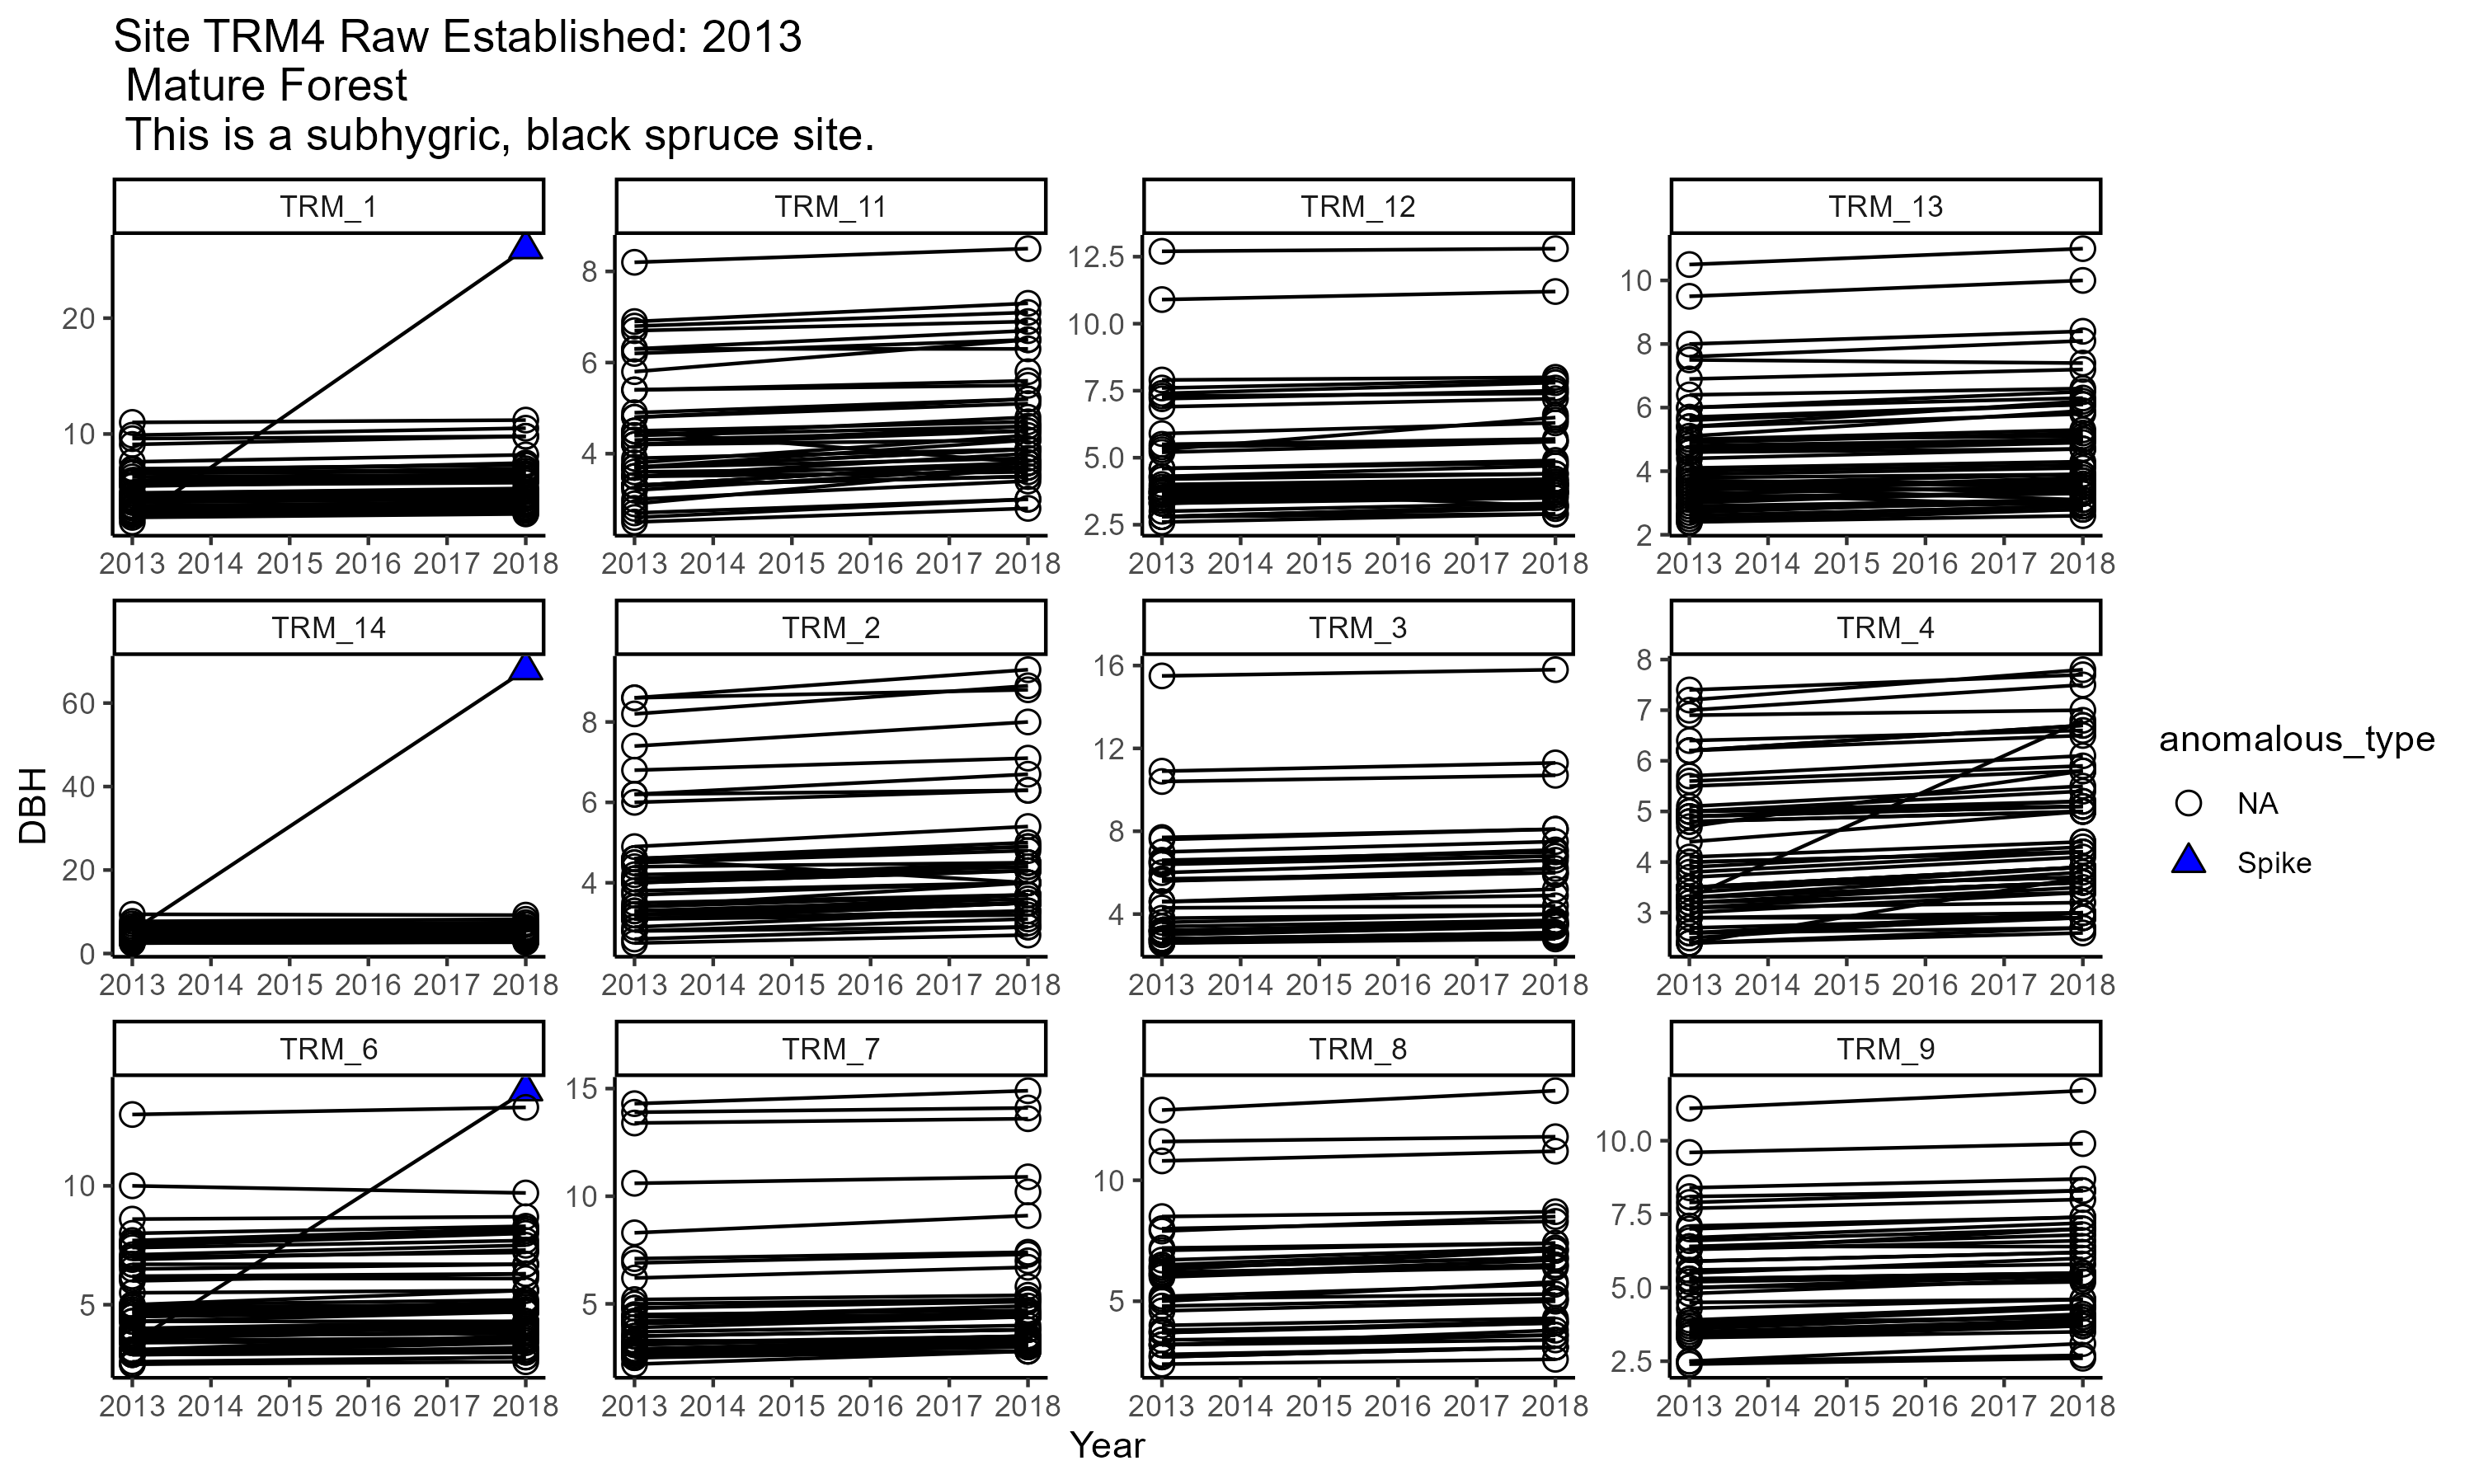 Site TRM4 Raw Established: 2013
Mature Forest
This is a subhygric, black spruce site.
TRM_1 TRM_11 TRM_12 TRM_13
20
10
2013 2014 2015 2016 2017 2018
8
6
4
2013 2014 2015 2016 2017 2018
12.5
10.0
7.5
5.0
2.5
2013 2014 2015 2016 2017 2018
10
8
6
4
2
2013 2014 2015 2016 2017 2018
TRM_14 TRM_2 TRM_3 TRM_4
DBH
60
40
20
0
2013 2014 2015 2016 2017 2018
8
6
4
2013 2014 2015 2016 2017 2018
16
12
8
4
2013 2014 2015 2016 2017 2018
8
7
6
5
4
3
2013 2014 2015 2016 2017 2018
TRM_6 TRM_7 TRM_8 TRM_9
10
5
2013 2014 2015 2016 2017 2018
15
10
5
2013 2014 2015 2016 2017 2018
10
5
2013 2014 2015 2016 2017 2018
10.0
7.5
5.0
2.5
2013 2014 2015 2016 2017 2018
Year
anomalous_type
NA
Spike